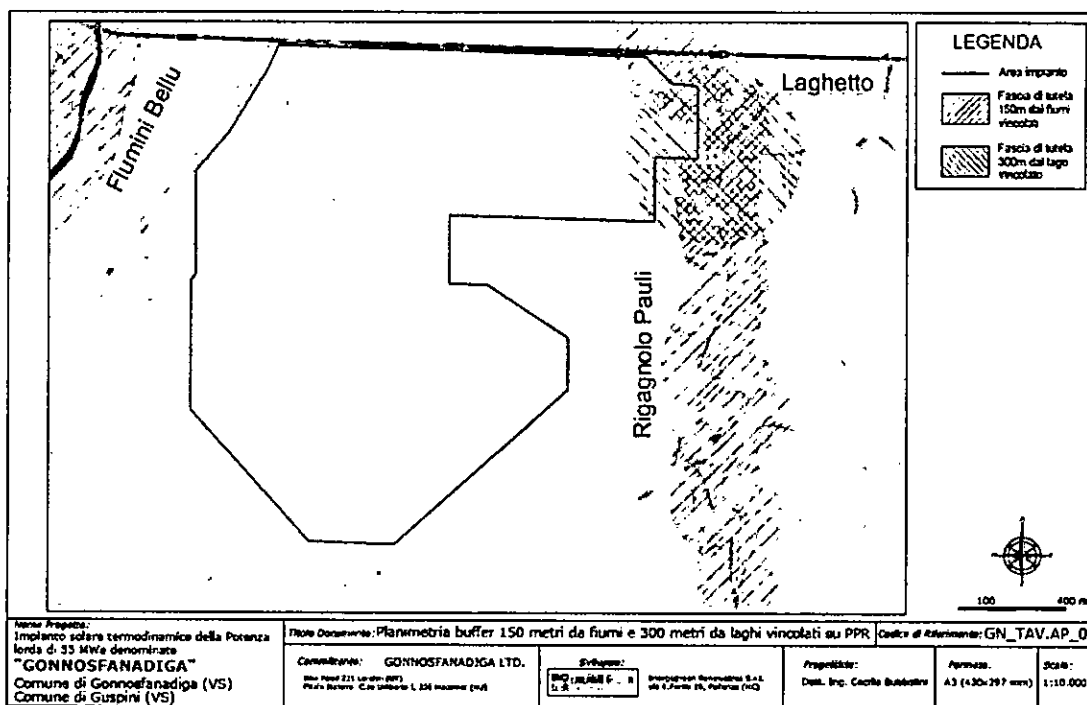 LEGENDA
Area impianto
Fascia di tutela
150m dai fiumi
vincolati
Fascia di tutela
300m dal lago
vincolato
Laghetto
Flumini Bellu
Rigagnolo Pauli
100 400 m
Nome Progetto:
Impianto solare termodinamico della Potenza
lorda di 55 MWe denominato
"GONNOSFANADIGA"
Comune di Gonnosfanadiga (VS)
Comune di Guspini (VS)
Titolo Documento: Planimetria buffer 150 metri da fiumi e 300 metri da laghi vincolati su PPR
Codice di Riferimento: GN_TAV.AP_0
Committente: GONNOSFANADIGA LTD.
Sviluppo:
Progettista:
Dott. Ing. Cecilia
Formato:
A3 (420x297 mm)
Scala:
1:10.000